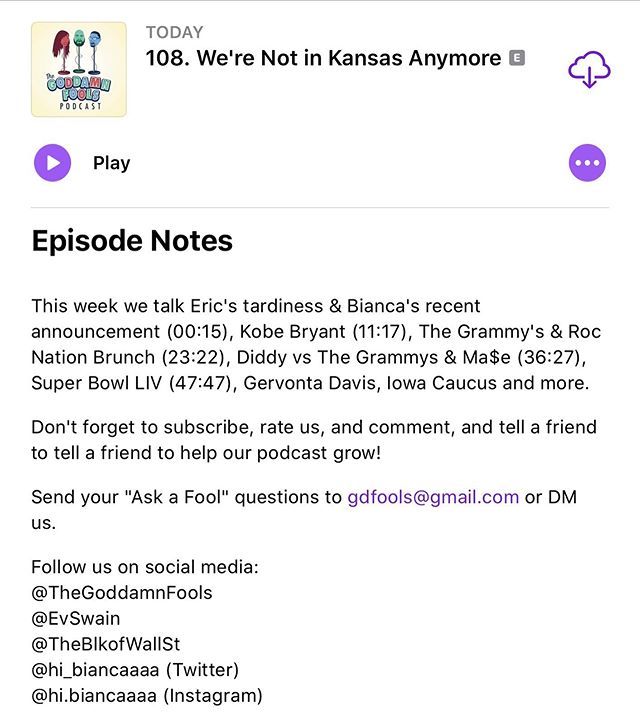 The
GODDAMN
FOOLS
PODCAST
TODAY
108. We're Not in Kansas Anymore E
Play
Episode Notes
This week we talk Eric's tardiness & Bianca's recent
announcement (00:15), Kobe Bryant (11:17), The Grammy's & Roc
Nation Brunch (23:22), Diddy vs The Grammys & Ma$e (36:27),
Super Bowl LIV (47:47), Gervonta Davis, Iowa Caucus and more.
Don't forget to subscribe, rate us, and comment, and tell a friend
to tell a friend to help our podcast grow!
Send your "Ask a Fool" questions to gdfools@gmail.com or DM
us.
Follow us on social media:
@TheGoddamnFools
@EvSwain
@TheBlkofWallSt
@hi_biancaaaa (Twitter)
@hi.biancaaaa (Instagram)